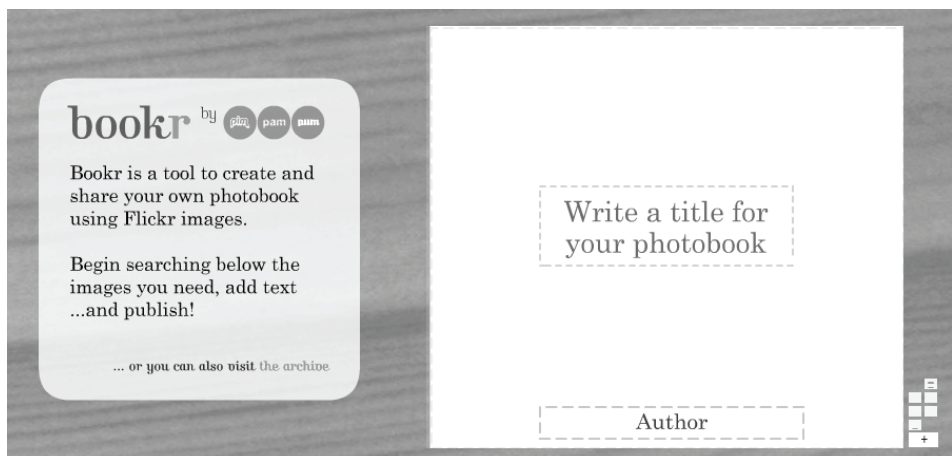 bookr by pim pam pum
Bookr is a tool to create and
share your own photobook
using Flickr images.
Begin searching below the
images you need, add text
...and publish!
... or you can also visit the archive
Write a title for
your photobook
Author
+